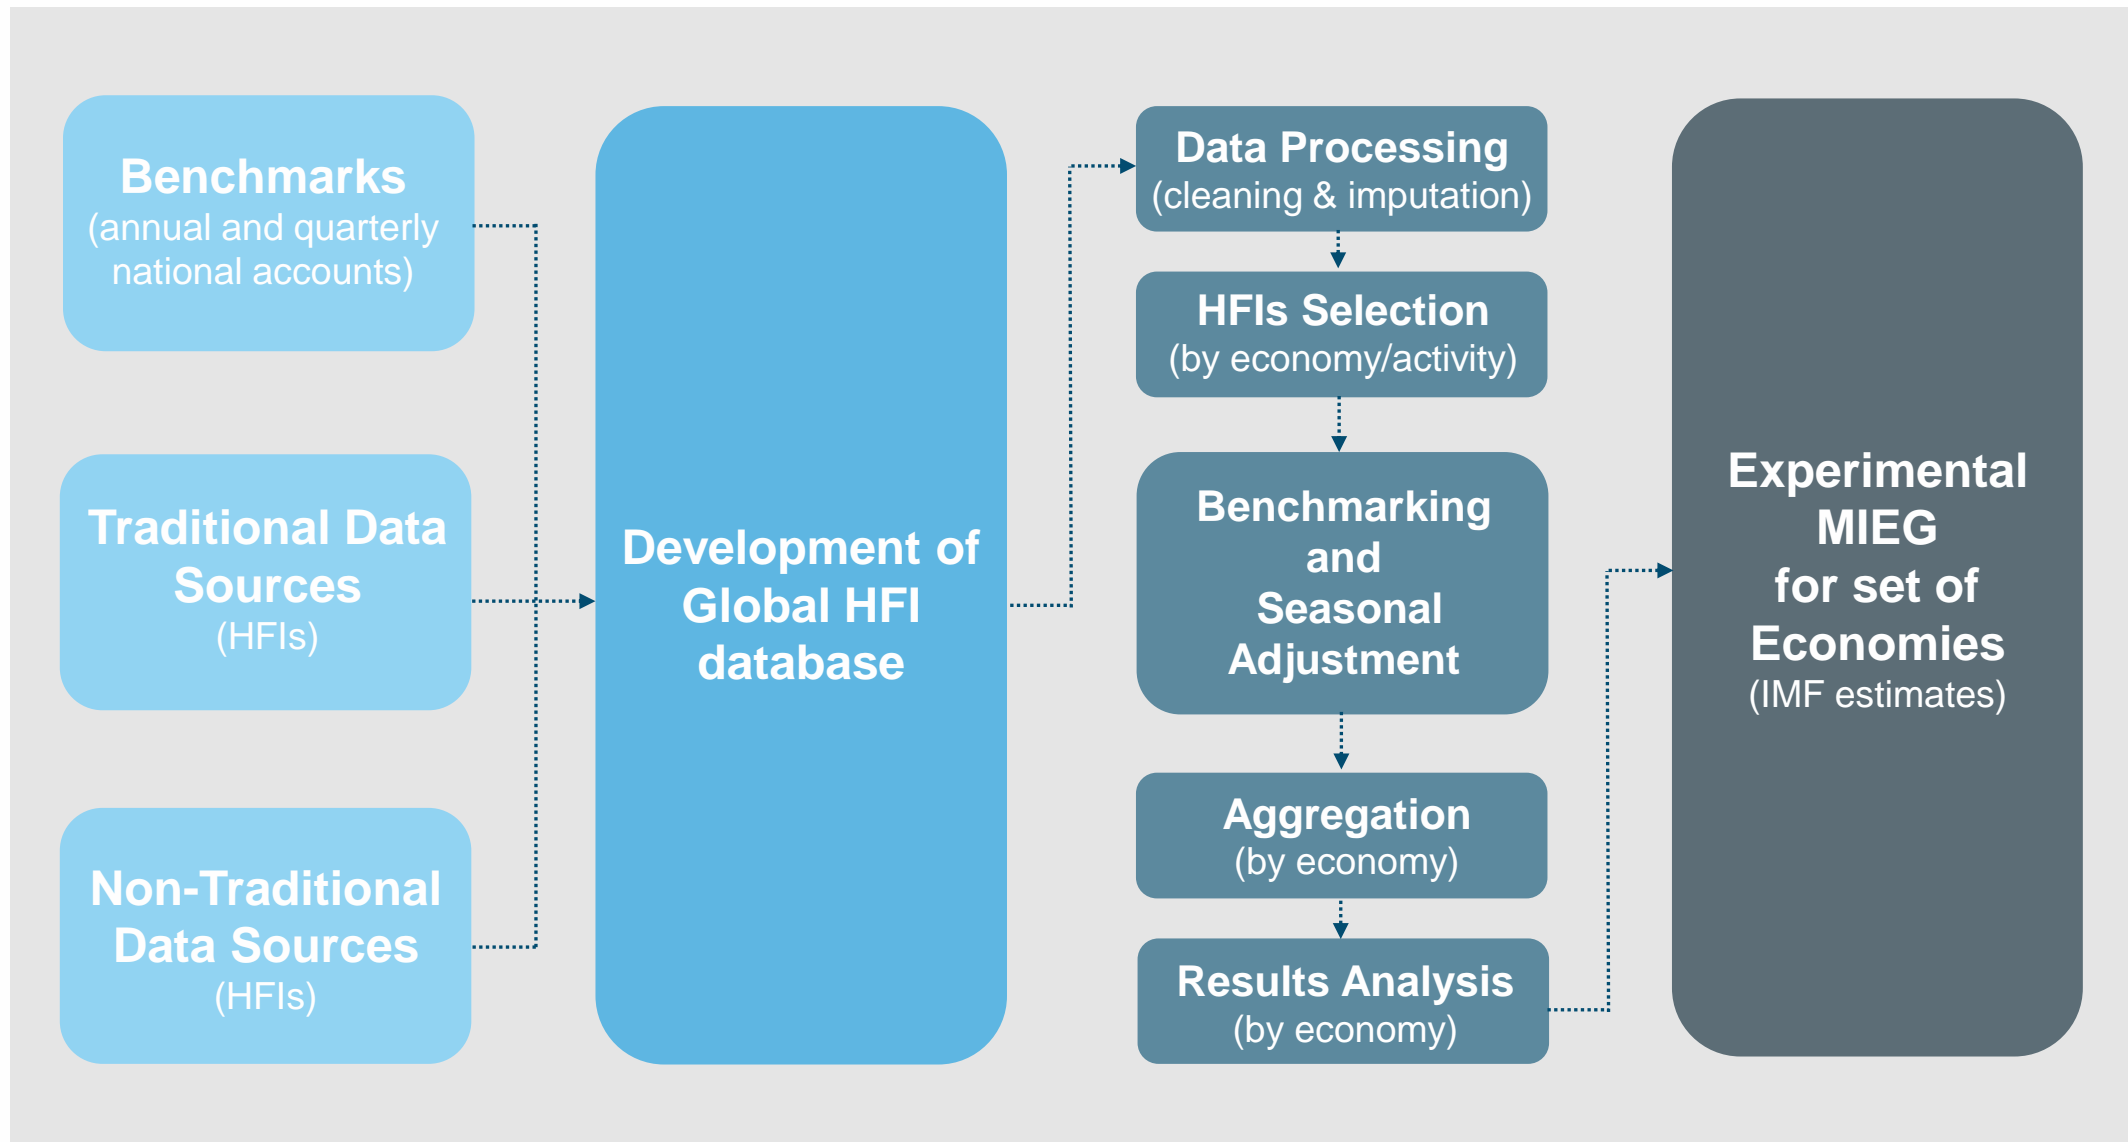 Benchmarks
(annual and quarterly
national accounts)
Traditional Data
Sources
(HFIs)
Non-Traditional
Data Sources
(HFIs)
Development of
Global HFI
database
Data Processing
(cleaning & imputation)
HFIs Selection
(by economy/activity)
Benchmarking
and
Seasonal
Adjustment
Aggregation
(by economy)
Results Analysis
(by economy)
Experimental
MIEG
for set of
Economies
(IMF estimates)